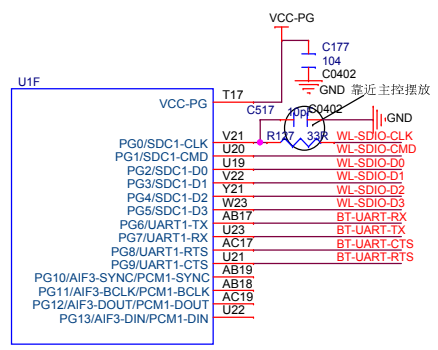 VCC-PG
C177
104
C0402
GND
靠近主控摆放
U1F
T17
VCC-PG
C517
10p
C0402
GND
V21
R127
33R
WL-SDIO-CLK
PG0/SDC1-CLK
U20
WL-SDIO-CMD
PG1/SDC1-CMD
U19
WL-SDIO-D0
PG2/SDC1-D0
V22
WL-SDIO-D1
PG3/SDC1-D1
Y21
WL-SDIO-D2
PG4/SDC1-D2
W23
WL-SDIO-D3
PG5/SDC1-D3
AB17
BT-UART-RX
PG6/UART1-TX
U23
BT-UART-TX
PG7/UART1-RX
AC17
BT-UART-CTS
PG8/UART1-RTS
U21
BT-UART-RTS
PG9/UART1-CTS
AB19
PG10/AIF3-SYNC/PCM1-SYNC
AB18
PG11/AIF3-BCLK/PCM1-BCLK
AC19
PG12/AIF3-DOUT/PCM1-DOUT
U22
PG13/AIF3-DIN/PCM1-DIN